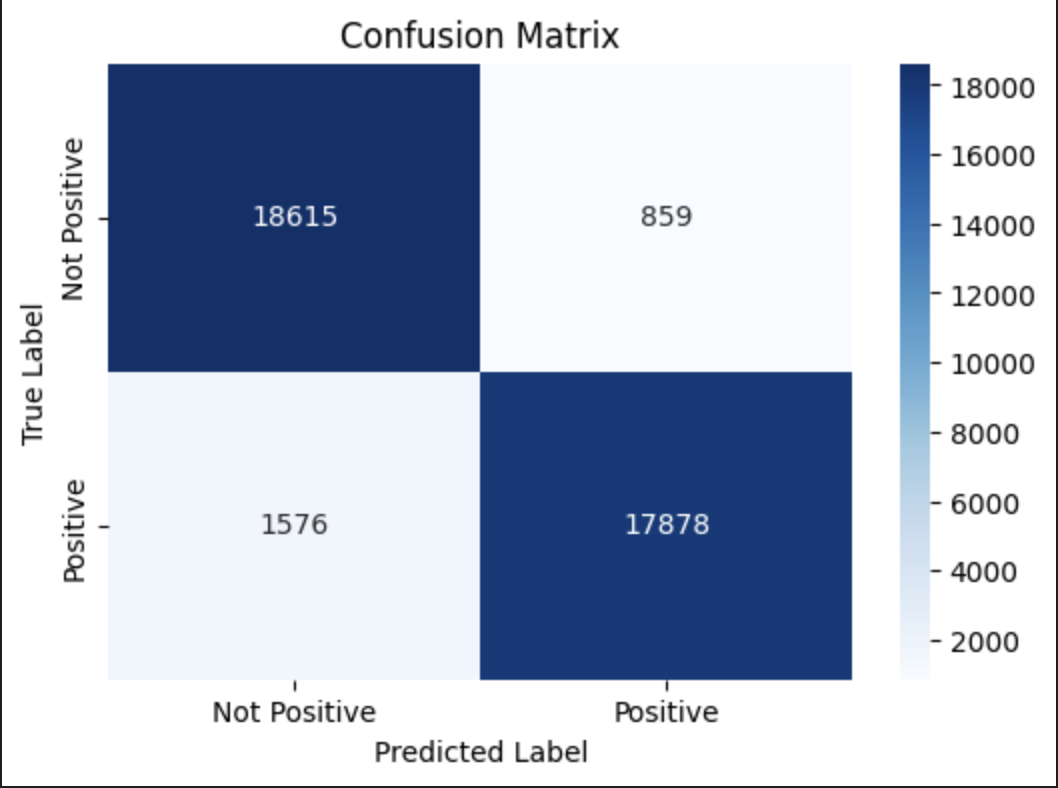 Confusion Matrix
True Label
Not Positive
18615
859
Positive
1576
17878
Not Positive
Positive
Predicted Label
18000
16000
14000
12000
10000
8000
6000
4000
2000